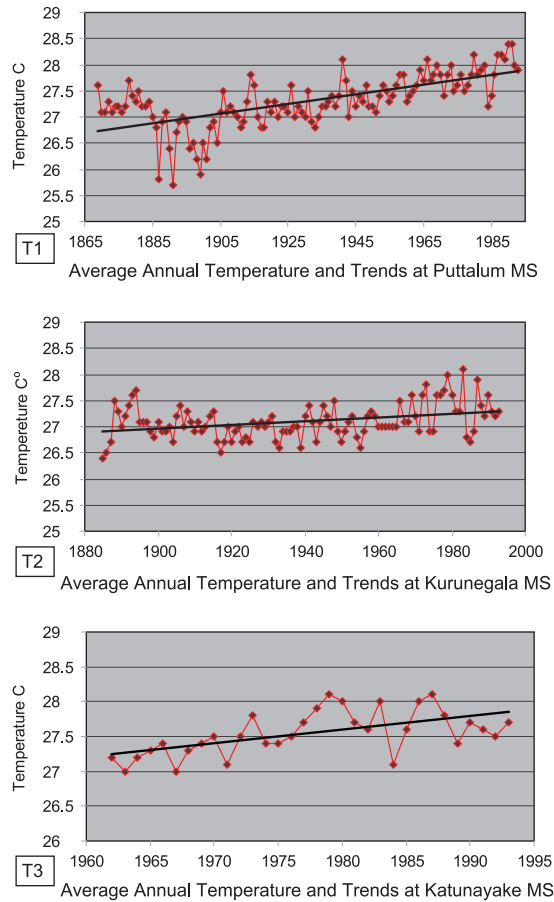 29
28.5
28
27.5
27
26.5
26
25.5
25
Temperature C
T1
1865 1885 1905 1925 1945 1965 1985
Average Annual Temperature and Trends at Puttalum MS
29
28.5
28
27.5
27
26.5
26
25.5
25
Temperature C°
T2
1880 1900 1920 1940 1960 1980 2000
Average Annual Temperature and Trends at Kurunegala MS
29
28.5
28
27.5
27
26.5
26
Temperature C
T3
1960 1965 1970 1975 1980 1985 1990 1995
Average Annual Temperature and Trends at Katunayake MS